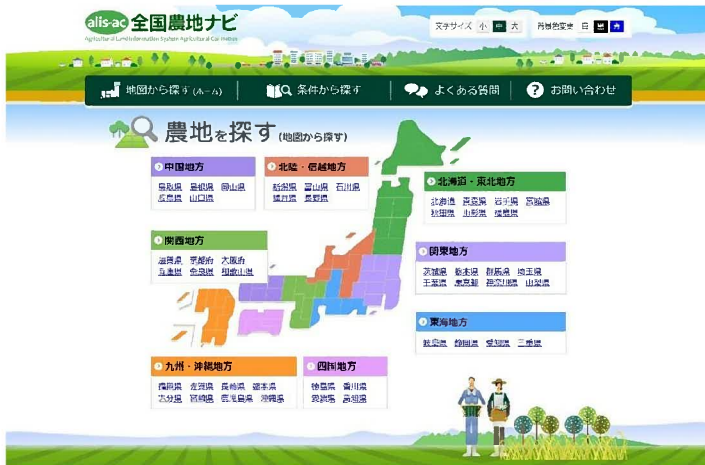 alis-ac 全国農地ナビ
Agricultural Land Information System Agricultural Car Nation
文字サイズ 小 中 大 背景色変更 白 黒 青
地図から探す (ホーム) 条件から探す よくある質問 ? お問い合わせ
農地を探す(地図から探す)
中国地方
鳥取県 島根県 岡山県
広島県 山口県
北陸・信越地方
新潟県 富山県 石川県
福井県 長野県
北海道・東北地方
北海道 青森県 岩手県 宮城県
秋田県 山形県 福島県
関西地方
滋賀県 京都府 大阪府
兵庫県 奈良県 和歌山県
関東地方
茨城県 栃木県 群馬県 埼玉県
千葉県 東京都 神奈川県 山梨県
東海地方
岐阜県 静岡県 愛知県 三重県
九州・沖縄地方
福岡県 佐賀県 長崎県 熊本県
大分県 宮崎県 鹿児島県 沖縄県
四国地方
徳島県 香川県
愛媛県 高知県